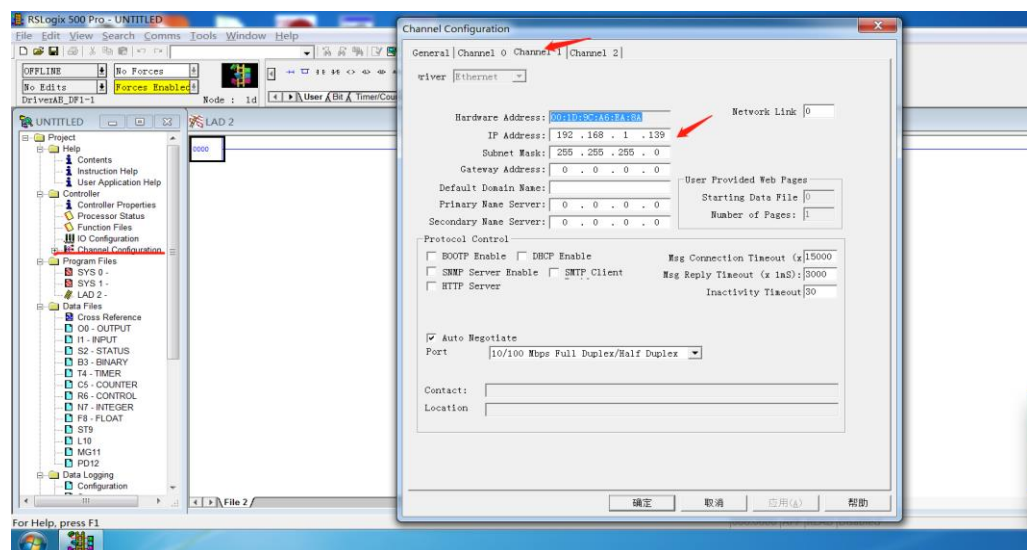 RSLogix 500 Pro - UNTITLED
File Edit View Search Comms Tools Window Help
OFFLINE No Forces
No Edits Forces Enable
DriverAB_DF1-1 Node : 1d
User Bit Timer/Cou
UNTITLED
LAD 2
0000
Project
Help
Contents
Instruction Help
User Application Help
Controller
Controller Properties
Processor Status
Function Files
IO Configuration
Channel Configuration
Program Files
SYS 0 -
SYS 1 -
LAD 2 -
Data Files
Cross Reference
O0 - OUTPUT
I1 - INPUT
S2 - STATUS
B3 - BINARY
T4 - TIMER
C5 - COUNTER
R6 - CONTROL
N7 - INTEGER
F8 - FLOAT
ST9
L10
MG11
PD12
Data Logging
Configuration
File 2
For Help, press F1
Channel Configuration
General Channel 0 Channel 1 Channel 2
river Ethernet
Hardware Address: 00:1D:9C:A6:EA:8A
Network Link 0
IP Address: 192 .168 . 1 .139
Subnet Mask: 255 .255 .255 . 0
Gateway Address: 0 . 0 . 0 . 0
Default Domain Name:
Primary Name Server: 0 . 0 . 0 . 0
Secondary Name Server: 0 . 0 . 0 . 0
User Provided Web Pages
Starting Data File 0
Number of Pages: 1
Protocol Control
BOOTP Enable DHCP Enable
SNMP Server Enable SMTP Client
HTTP Server
Msg Connection Timeout (x 15000
Msg Reply Timeout (x 1mS): 3000
Inactivity Timeout 30
Auto Negotiate
Port 10/100 Mbps Full Duplex/Half Duplex
Contact:
Location
确定 取消 应用(A) 帮助